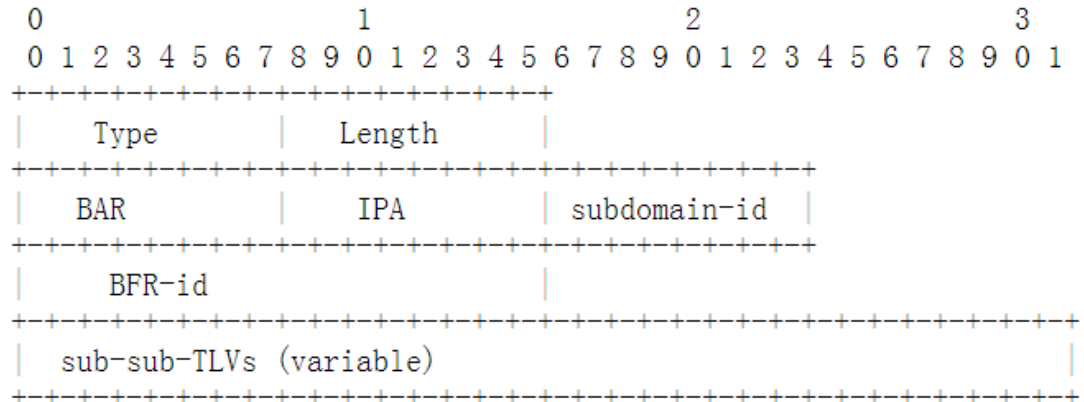 0                   1                   2                   3
0 1 2 3 4 5 6 7 8 9 0 1 2 3 4 5 6 7 8 9 0 1 2 3 4 5 6 7 8 9 0 1
+-+-+-+-+-+-+-+-+-+-+-+-+-+-+-+-+
|    Type       |   Length      |
+-+-+-+-+-+-+-+-+-+-+-+-+-+-+-+-+-+-+-+-+-+-+-+-+
|   BAR         |    IPA        | subdomain-id  |
+-+-+-+-+-+-+-+-+-+-+-+-+-+-+-+-+-+-+-+-+-+-+-+-+
|     BFR-id                    |
+-+-+-+-+-+-+-+-+-+-+-+-+-+-+-+-+-+-+-+-+-+-+-+-+-+-+-+-+-+-+-+-+
|  sub-sub-TLVs (variable)                                      |
+-+-+-+-+-+-+-+-+-+-+-+-+-+-+-+-+-+-+-+-+-+-+-+-+-+-+-+-+-+-+-+-+